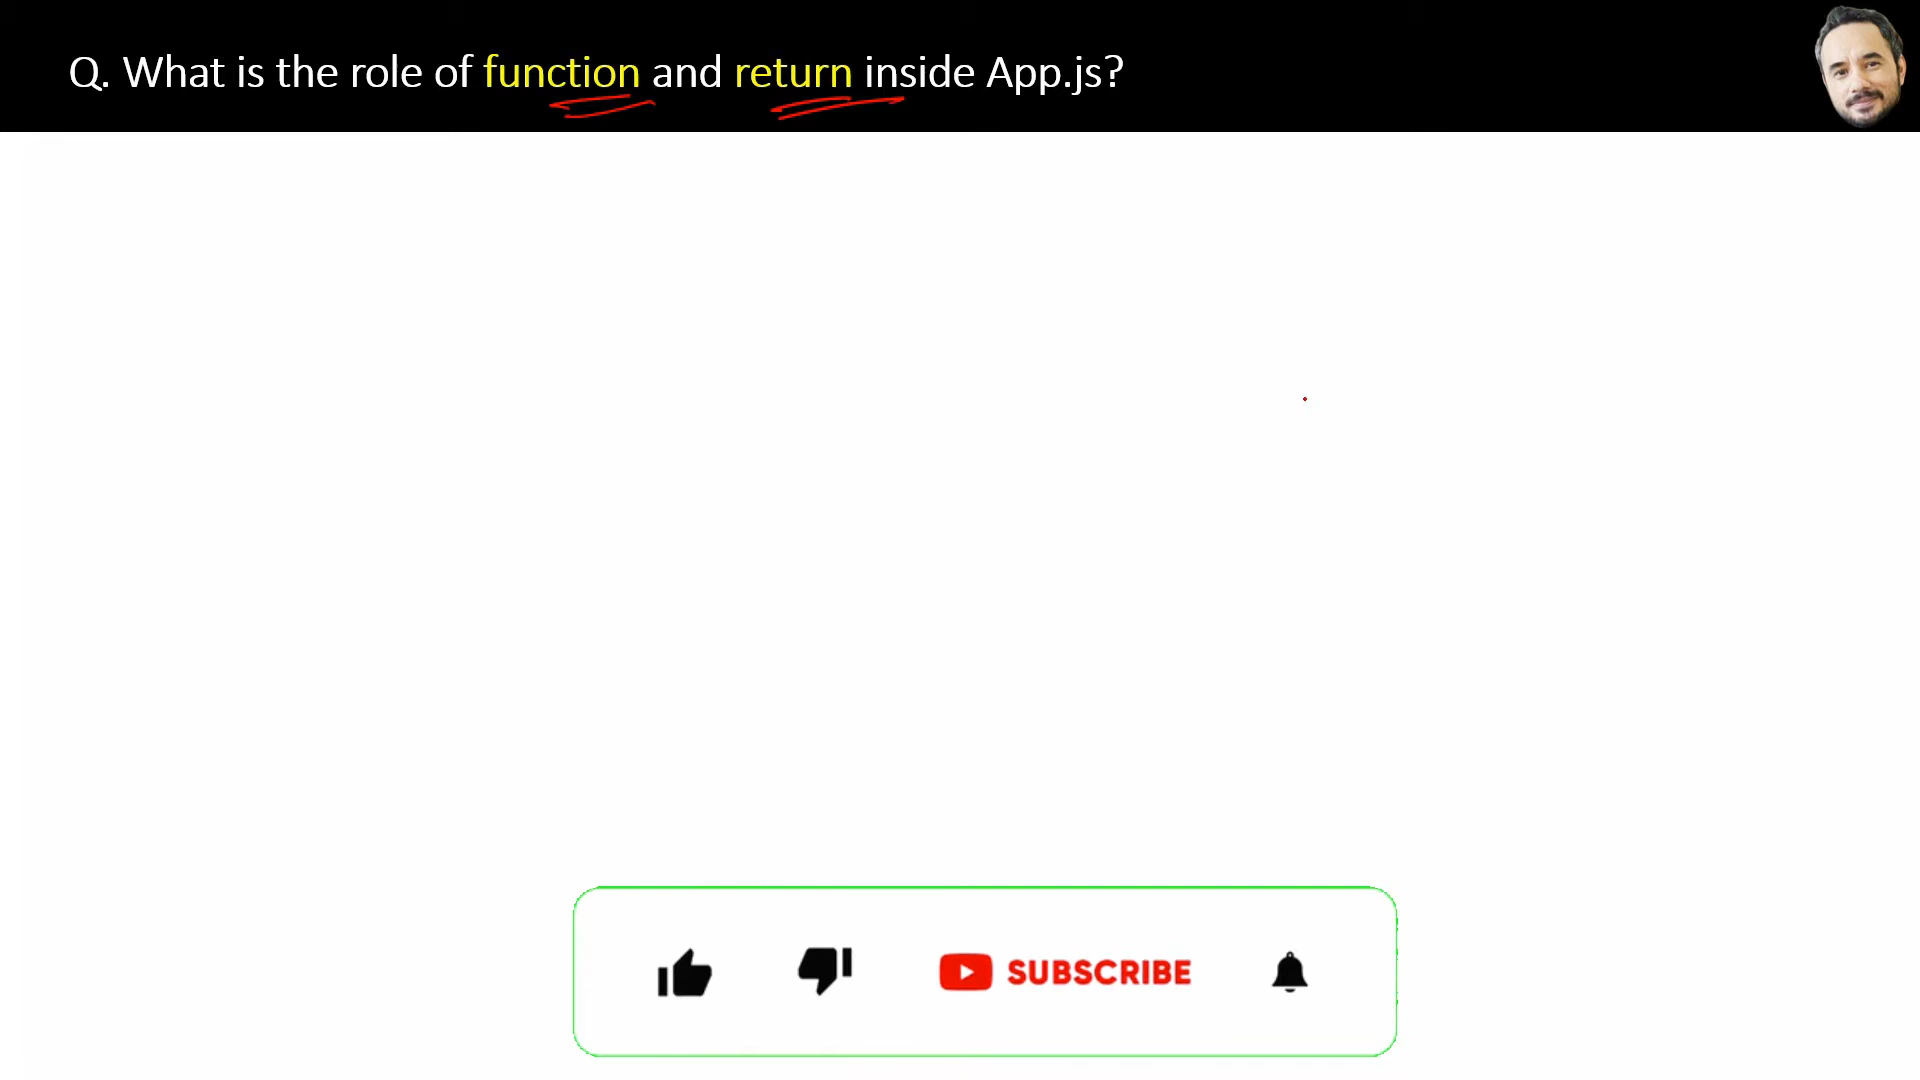 Q. What is the role of function and return inside App.js?
SUBSCRIBE